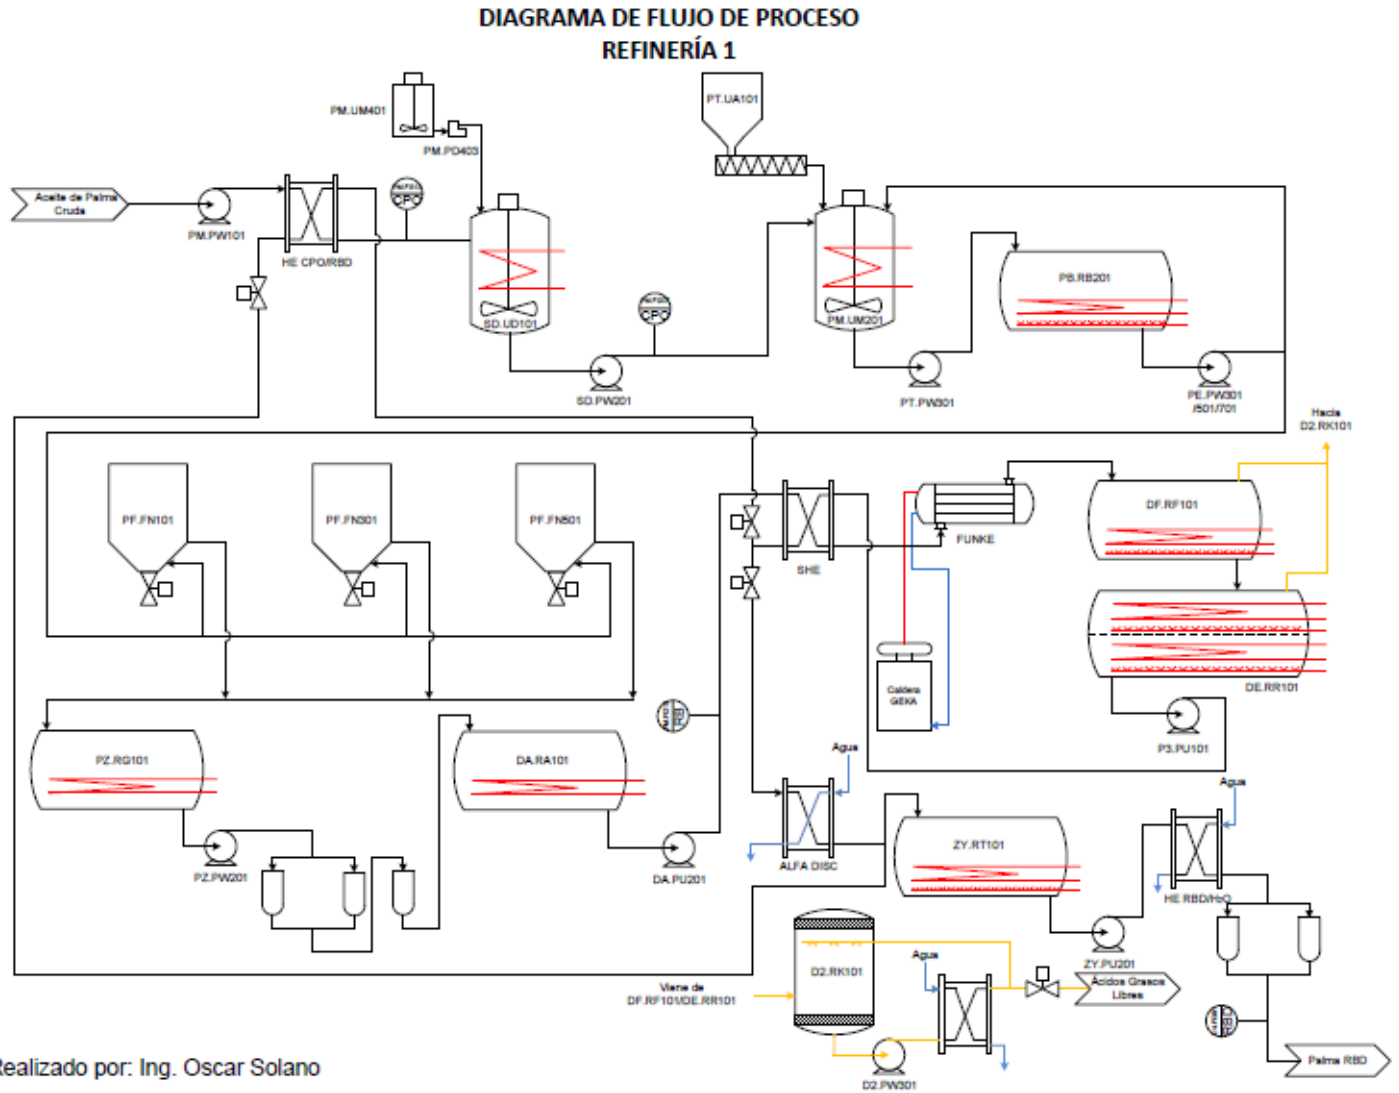 DIAGRAMA DE FLUJO DE PROCESO
REFINERÍA 1
PM.UM401
PM.PD403
PT.UA101
Aceite de Palma
Cruda
PM.PW101
HE CPO/RBD
CPO
SD.UD101
CPO
SD.PW201
PM.UM201
PT.PW301
PB.RB201
PE.PW301
/501/701
Hacia
D2.RK101
PF.FN101
PF.FN301
PF.FN501
SHE
FUNKE
DF.RF101
DE.RR101
Caldera
GEKA
P3.PU101
RB
PZ.RG101
PZ.PW201
DA.RA101
DA.PU201
Agua
ALFA DISC
ZY.RT101
ZY.PU201
Agua
HE RBD/H2O
D2.RK101
Viene de
DF.RF101/DE.RR101
Agua
D2.PW301
Ácidos Grasos
Libres
RBD
Palma RBD
Realizado por: Ing. Oscar Solano